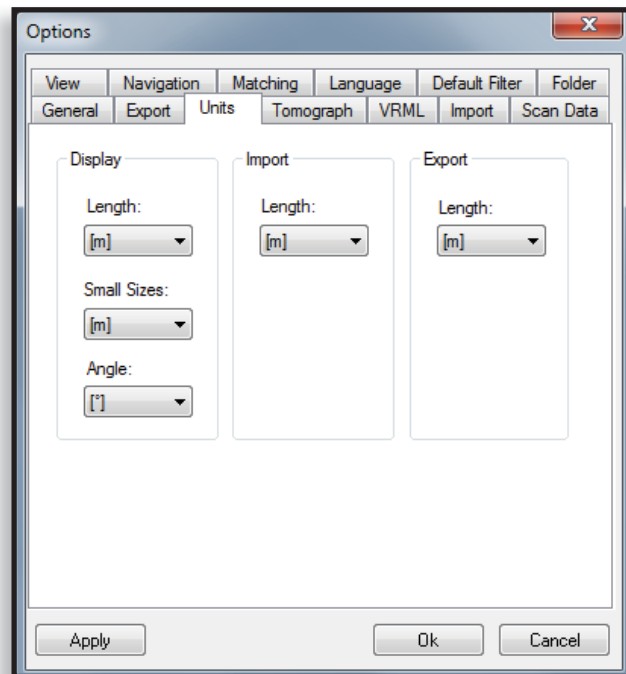 Options
View Navigation Matching Language Default Filter Folder
General Export Units Tomograph VRML Import Scan Data
Display Import Export
Length: Length: Length:
[m] [m] [m]
Small Sizes:
[m]
Angle:
[°]
Apply Ok Cancel